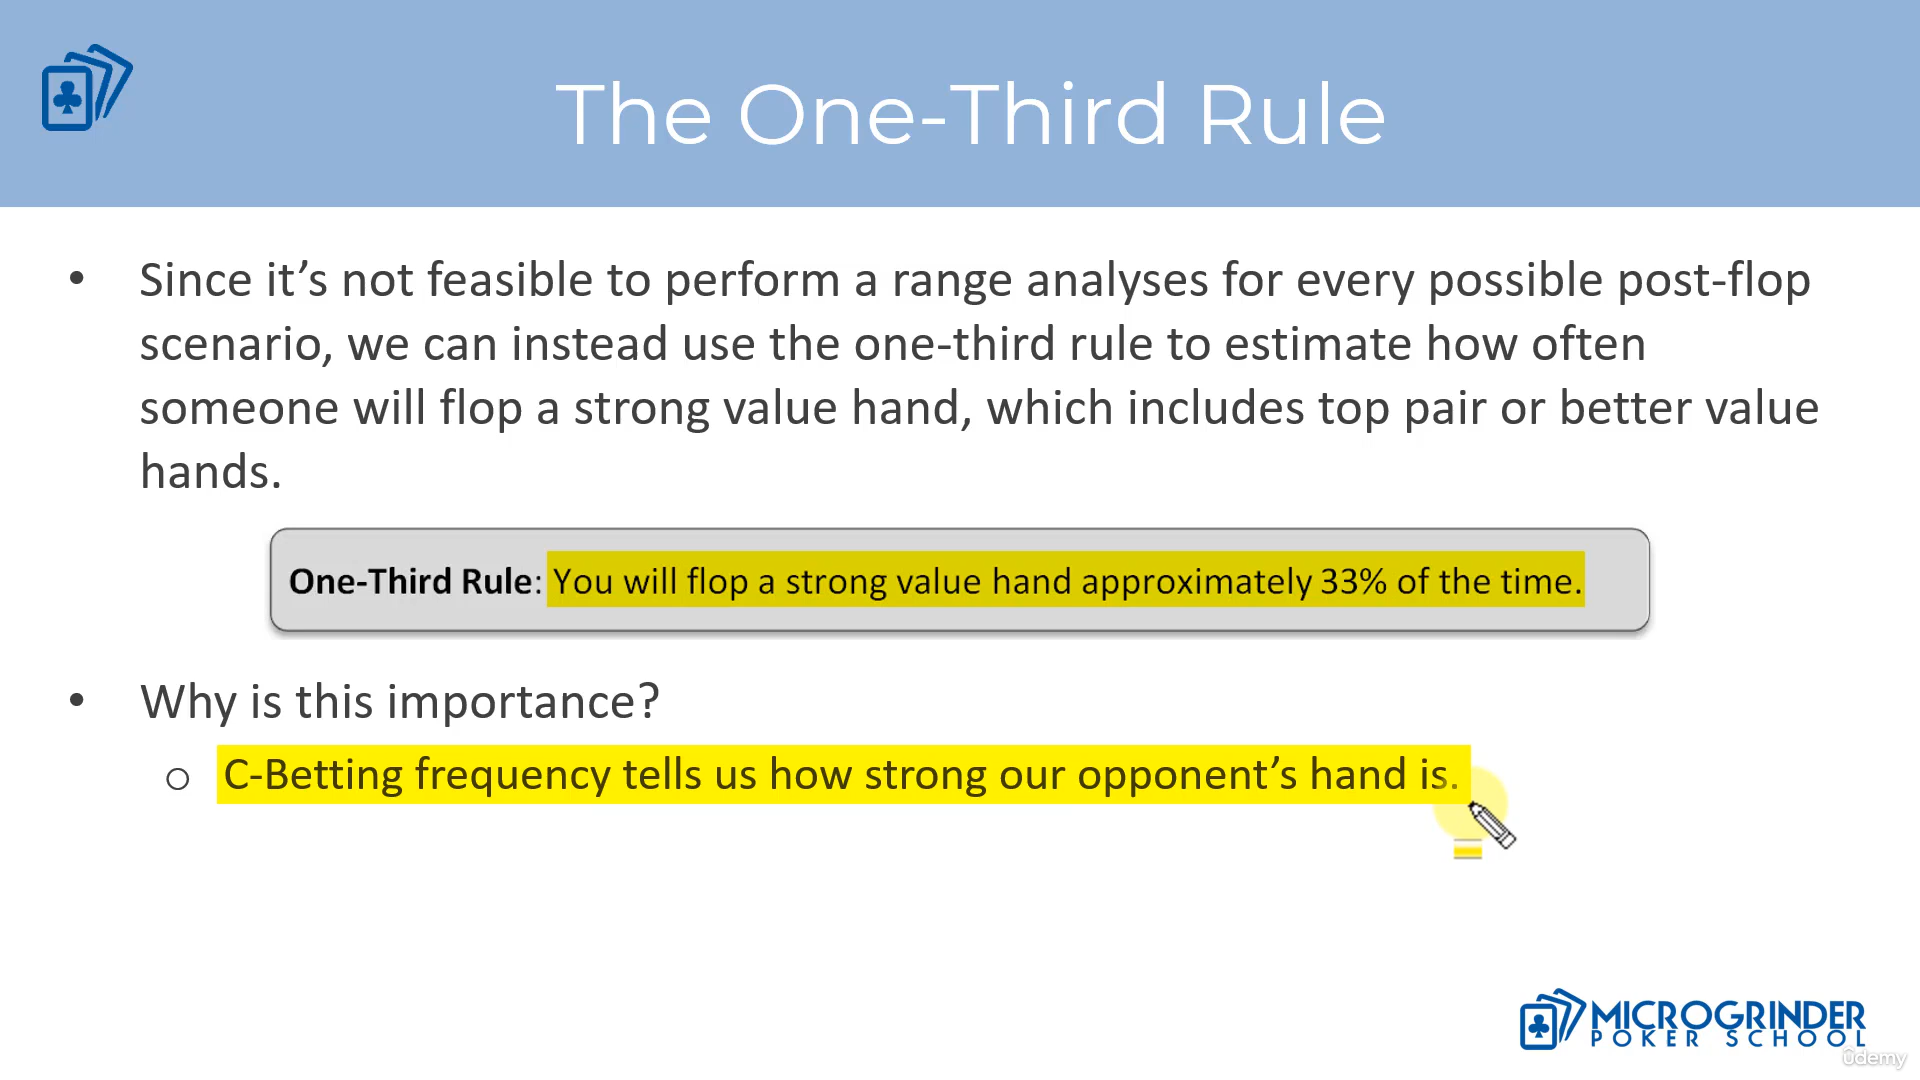 The One-Third Rule
• Since it’s not feasible to perform a range analyses for every possible post-flop
scenario, we can instead use the one-third rule to estimate how often
someone will flop a strong value hand, which includes top pair or better value
hands.
One-Third Rule: You will flop a strong value hand approximately 33% of the time.
• Why is this importance?
o C-Betting frequency tells us how strong our opponent’s hand is.
MICROGRINDER
POKER SCHOOL
ûdemy